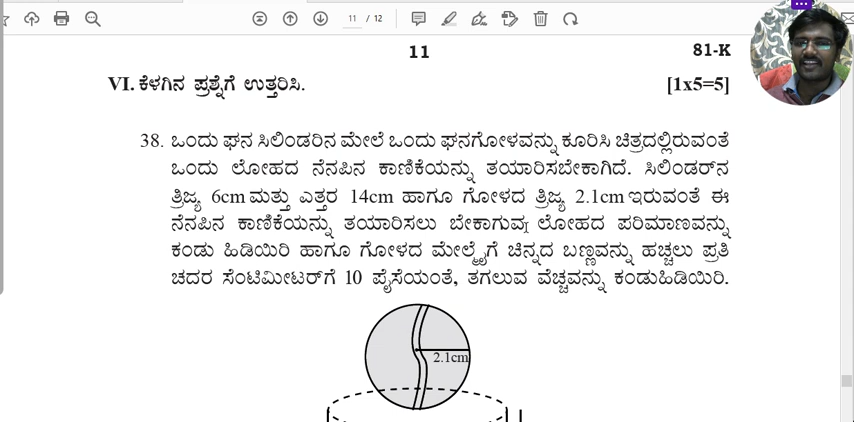 11 / 12
11
81-K
VI. ಕೆಳಗಿನ ಪ್ರಶ್ನೆಗೆ ಉತ್ತರಿಸಿ.
[1x5=5]
38. ಒಂದು ಘನ ಸಿಲಿಂಡರಿನ ಮೇಲೆ ಒಂದು ಘನಗೋಳವನ್ನು ಕೂರಿಸಿ ಚಿತ್ರದಲ್ಲಿರುವಂತೆ
ಒಂದು ಲೋಹದ ನೆನಪಿನ ಕಾಣಿಕೆಯನ್ನು ತಯಾರಿಸಬೇಕಾಗಿದೆ. ಸಿಲಿಂಡರ್‌ನ
ತ್ರಿಜ್ಯ 6cm ಮತ್ತು ಎತ್ತರ 14cm ಹಾಗೂ ಗೋಳದ ತ್ರಿಜ್ಯ 2.1cm ಇರುವಂತೆ ಈ
ನೆನಪಿನ ಕಾಣಿಕೆಯನ್ನು ತಯಾರಿಸಲು ಬೇಕಾಗುವ ಲೋಹದ ಪರಿಮಾಣವನ್ನು
ಕಂಡು ಹಿಡಿಯಿರಿ ಹಾಗೂ ಗೋಳದ ಮೇಲ್ಮೈಗೆ ಚಿನ್ನದ ಬಣ್ಣವನ್ನು ಹಚ್ಚಲು ಪ್ರತಿ
ಚದರ ಸೆಂಟಿಮೀಟರ್‌ಗೆ 10 ಪೈಸೆಯಂತೆ, ತಗಲುವ ವೆಚ್ಚವನ್ನು ಕಂಡುಹಿಡಿಯಿರಿ.
2.1cm